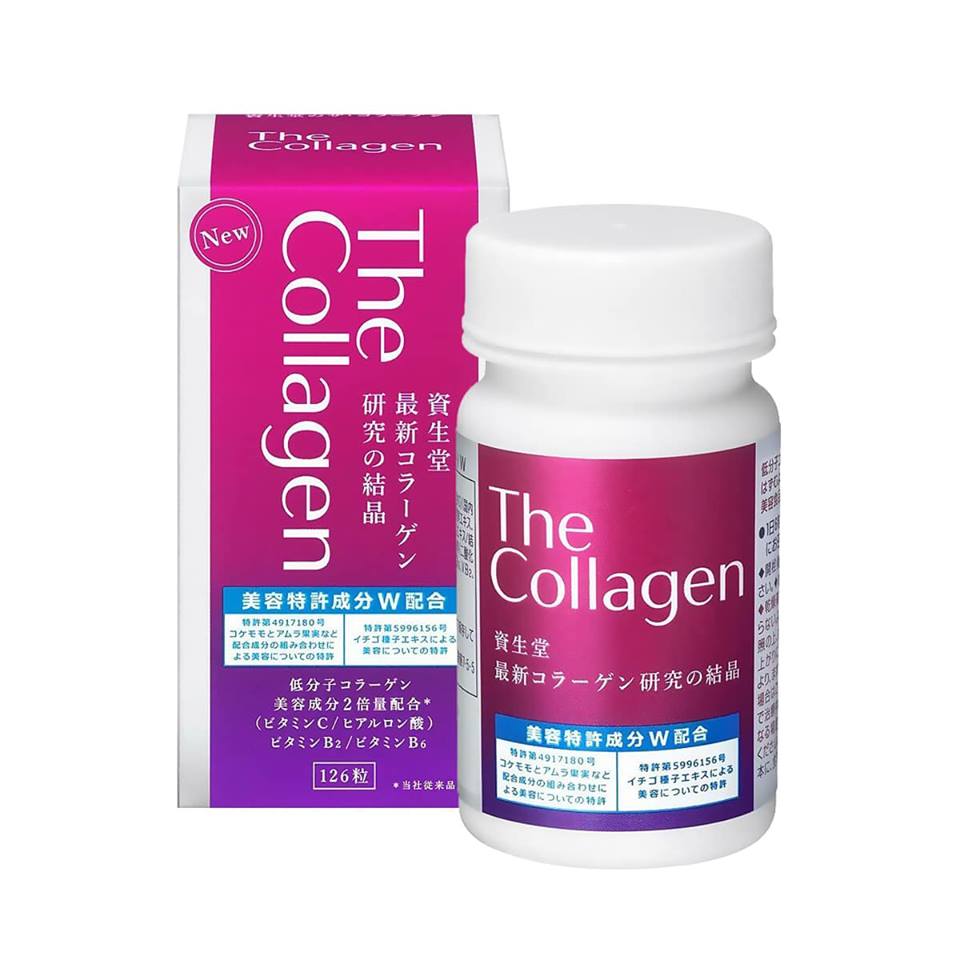 The
Collagen
New
The
Collagen
資生堂
最新コラーゲン
研究の結晶
美容特許成分W配合
特許第4917180号
コケモモとアムラ果実など
配合成分の組み合わせに
よる美容についての特許
特許第5996156号
イチゴ種子エキスによる
美容についての特許
低分子コラーゲン
美容成分2倍量配合*
(ビタミンC/ヒアルロン酸)
ビタミンB2/ビタミンB6
126粒
*当社従来品
The
Collagen
資生堂
最新コラーゲン研究の結晶
美容特許成分W配合
特許第4917180号
コケモモとアムラ果実など
配合成分の組み合わせに
よる美容についての特許
特許第5996156号
イチゴ種子エキスによる
美容についての特許